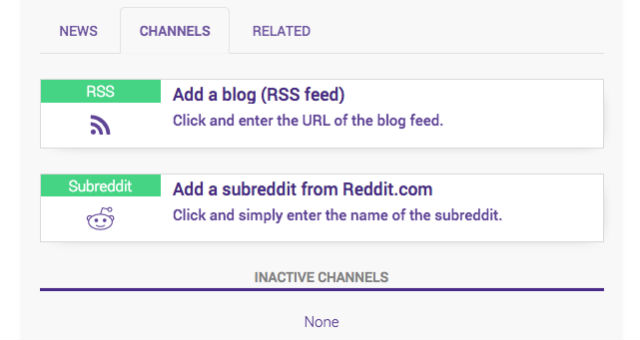 NEWS CHANNELS RELATED
RSS
Add a blog (RSS feed)
Click and enter the URL of the blog feed.
Subreddit
Add a subreddit from Reddit.com
Click and simply enter the name of the subreddit.
INACTIVE CHANNELS
None